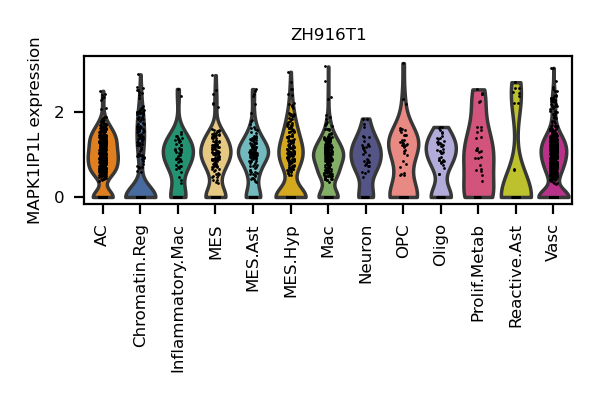 ZH916T1
MAPK1IP1L expression
2
0
AC
Chromatin.Reg
Inflammatory.Mac
MES
MES.Ast
MES.Hyp
Mac
Neuron
OPC
Oligo
Prolif.Metab
Reactive.Ast
Vasc